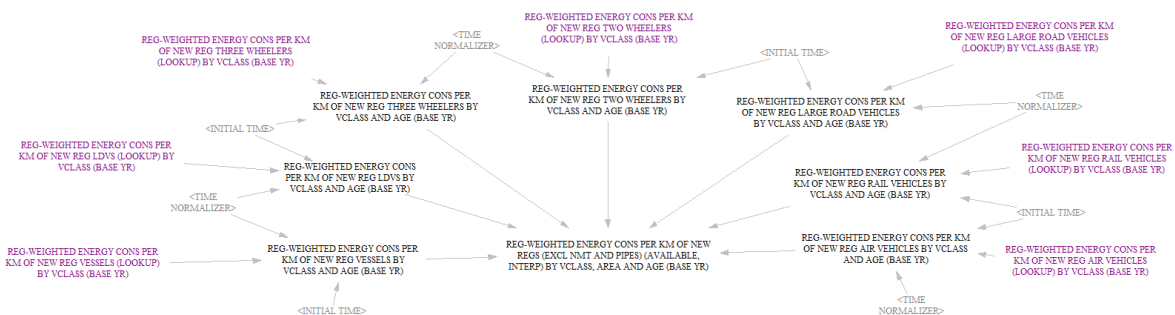 REG-WEIGHTED ENERGY CONS PER KM
OF NEW REG TWO WHEELERS
(LOOKUP) BY VCLASS (BASE YR)
REG-WEIGHTED ENERGY CONS PER KM
OF NEW REG LARGE ROAD VEHICLES
(LOOKUP) BY VCLASS (BASE YR)
REG-WEIGHTED ENERGY CONS PER KM
OF NEW REG THREE WHEELERS
(LOOKUP) BY VCLASS (BASE YR)
<TIME
NORMALIZER>
<INITIAL TIME>
REG-WEIGHTED ENERGY CONS PER
KM OF NEW REG THREE WHEELERS BY
VCLASS AND AGE (BASE YR)
REG-WEIGHTED ENERGY CONS PER
KM OF NEW REG TWO WHEELERS BY
VCLASS AND AGE (BASE YR)
REG-WEIGHTED ENERGY CONS PER KM
OF NEW REG LARGE ROAD VEHICLES
BY VCLASS AND AGE (BASE YR)
<TIME
NORMALIZER>
<INITIAL TIME>
REG-WEIGHTED ENERGY CONS PER
KM OF NEW REG LDVS (LOOKUP) BY
VCLASS (BASE YR)
REG-WEIGHTED ENERGY CONS
PER KM OF NEW REG LDVS BY
VCLASS AND AGE (BASE YR)
REG-WEIGHTED ENERGY CONS PER
KM OF NEW REG RAIL VEHICLES BY
VCLASS AND AGE (BASE YR)
REG-WEIGHTED ENERGY CONS PER
KM OF NEW REG RAIL VEHICLES
(LOOKUP) BY VCLASS (BASE YR)
<TIME
NORMALIZER>
<INITIAL TIME>
REG-WEIGHTED ENERGY CONS PER
KM OF NEW REG VESSELS (LOOKUP)
BY VCLASS (BASE YR)
REG-WEIGHTED ENERGY CONS PER
KM OF NEW REG VESSELS BY
VCLASS AND AGE (BASE YR)
REG-WEIGHTED ENERGY CONS PER KM OF NEW
REGS (EXCL NMT AND PIPES) (AVAILABLE,
INTERP) BY VCLASS, AREA AND AGE (BASE YR)
REG-WEIGHTED ENERGY CONS PER KM
OF NEW REG AIR VEHICLES BY VCLASS
AND AGE (BASE YR)
REG-WEIGHTED ENERGY CONS PER
KM OF NEW REG AIR VEHICLES
(LOOKUP) BY VCLASS (BASE YR)
<INITIAL TIME>
<TIME
NORMALIZER>